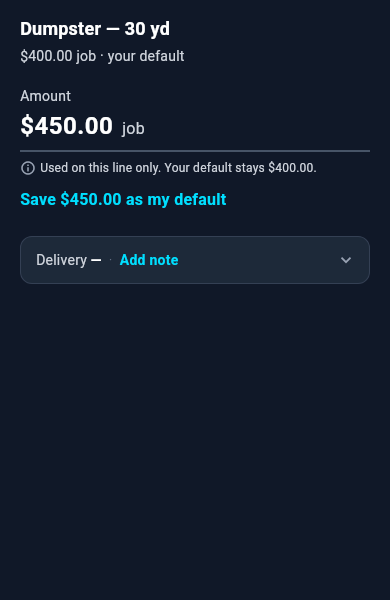 Dumpster — 30 yd
$400.00 job · your default
Amount
$450.00 job
Used on this line only. Your default stays $400.00.
Save $450.00 as my default
Delivery — · Add note